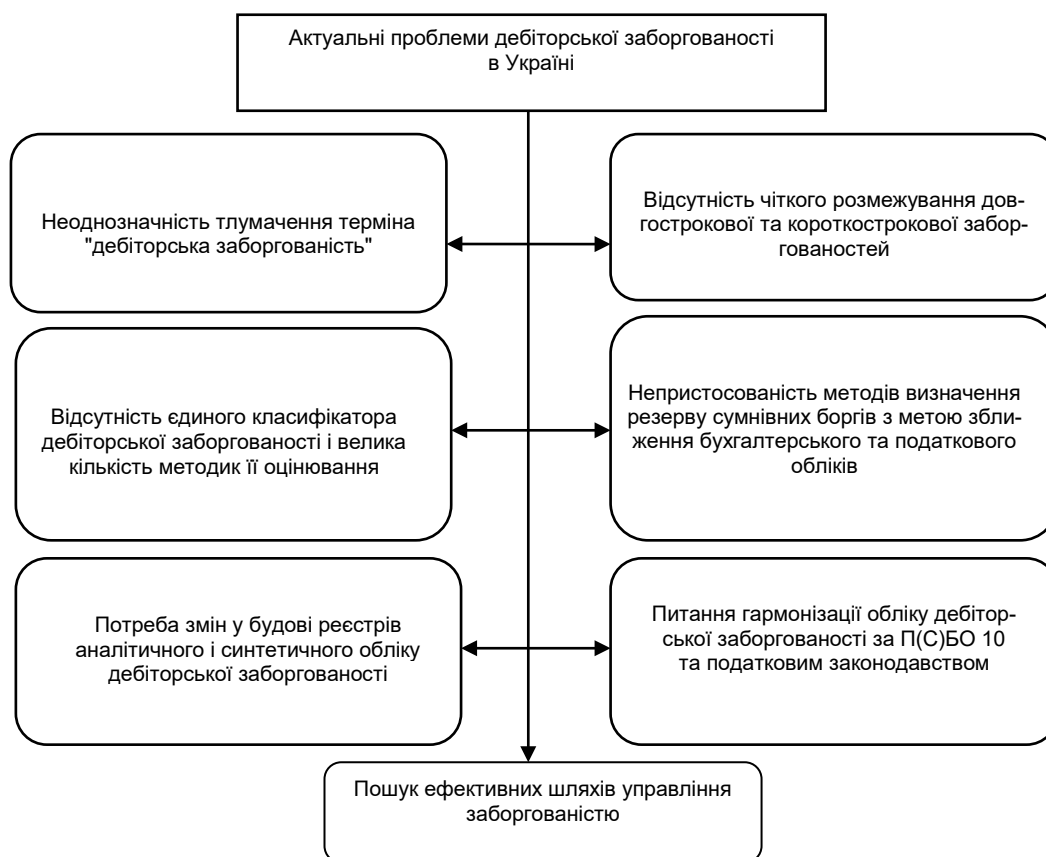 Актуальні проблеми дебіторської заборгованості
в Україні
Неоднозначність тлумачення терміна
"дебіторська заборгованість"
Відсутність чіткого розмежування дов-
гострокової та короткострокової забор-
гованостей
Відсутність єдиного класифікатора
дебіторської заборгованості і велика
кількість методик її оцінювання
Непристосованість методів визначення
резерву сумнівних боргів з метою збли-
ження бухгалтерського та податкового
обліків
Потреба змін у будові реєстрів
аналітичного і синтетичного обліку
дебіторської заборгованості
Питання гармонізації обліку дебітор-
ської заборгованості за П(С)БО 10
та податковим законодавством
Пошук ефективних шляхів управління
заборгованістю